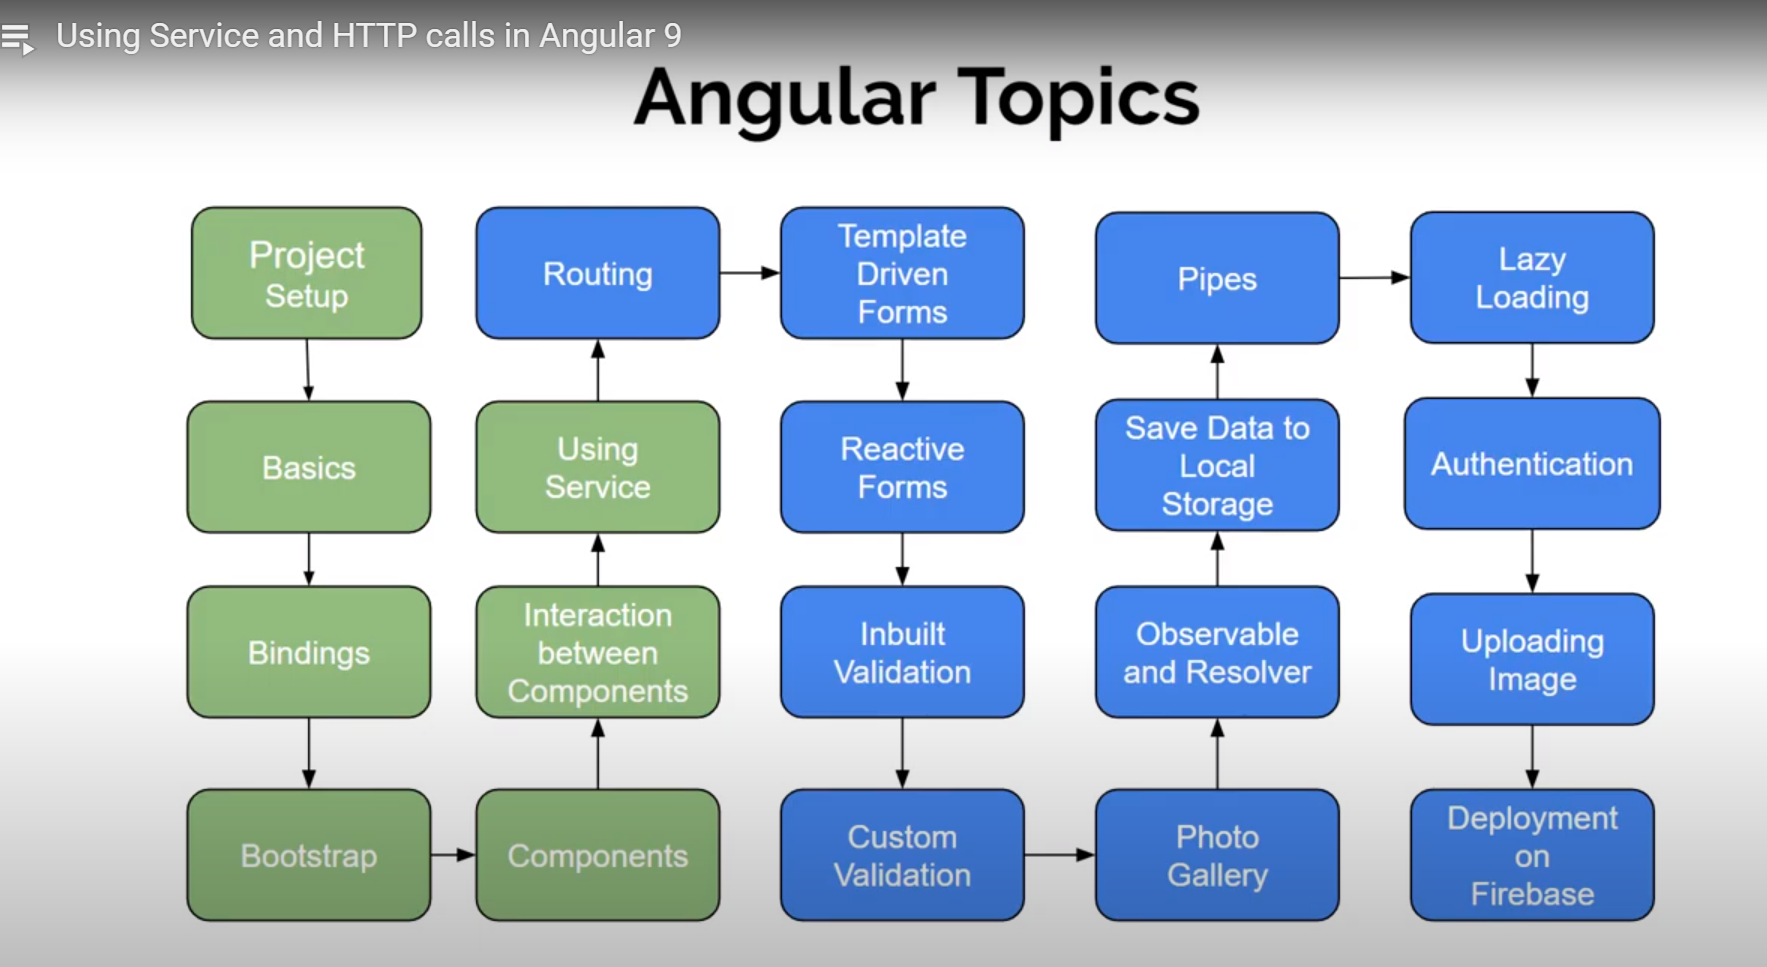 Using Service and HTTP calls in Angular 9
Angular Topics
Project
Setup
Basics
Bindings
Bootstrap
Components
Interaction
between
Components
Using
Service
Routing
Template
Driven
Forms
Reactive
Forms
Inbuilt
Validation
Custom
Validation
Photo
Gallery
Observable
and Resolver
Save Data to
Local
Storage
Pipes
Lazy
Loading
Authentication
Uploading
Image
Deployment
on
Firebase